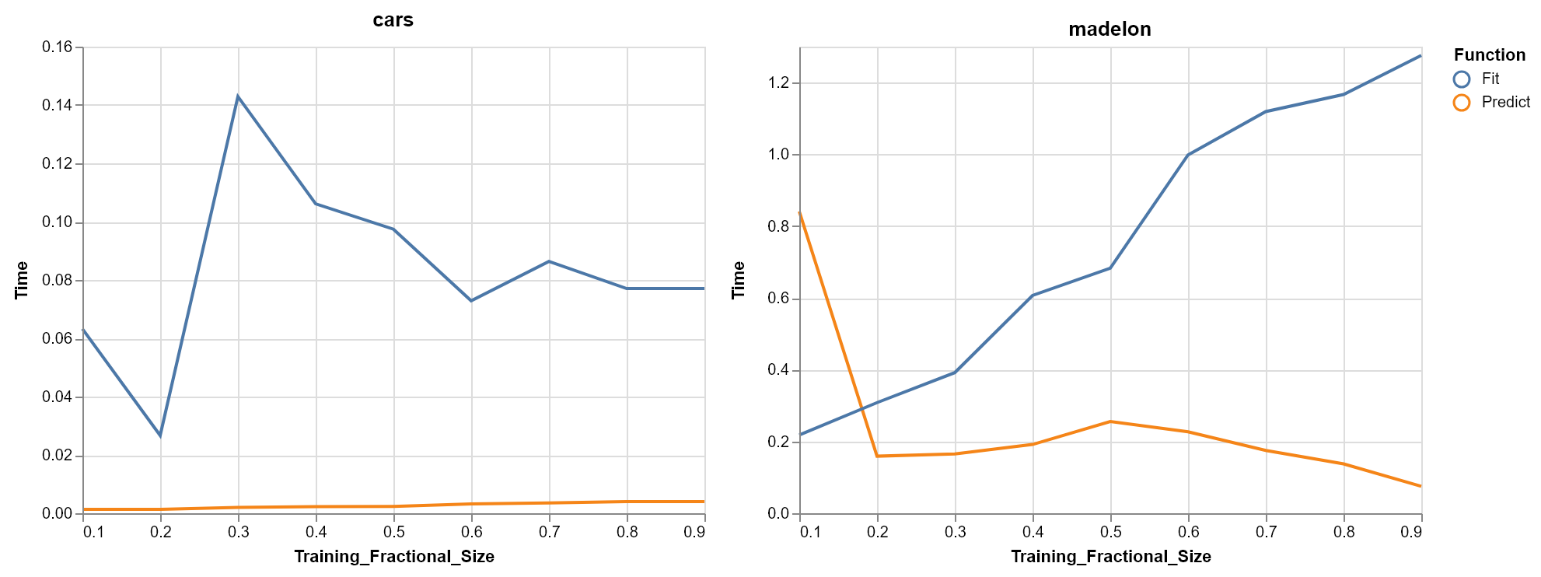 cars
0.16
0.14
0.12
0.10
0.08
0.06
0.04
0.02
0.00
Time
0.1 0.2 0.3 0.4 0.5 0.6 0.7 0.8 0.9
Training_Fractional_Size
madelon
1.2
1.0
0.8
0.6
0.4
0.2
0.0
Time
0.1 0.2 0.3 0.4 0.5 0.6 0.7 0.8 0.9
Training_Fractional_Size
Function
Fit
Predict